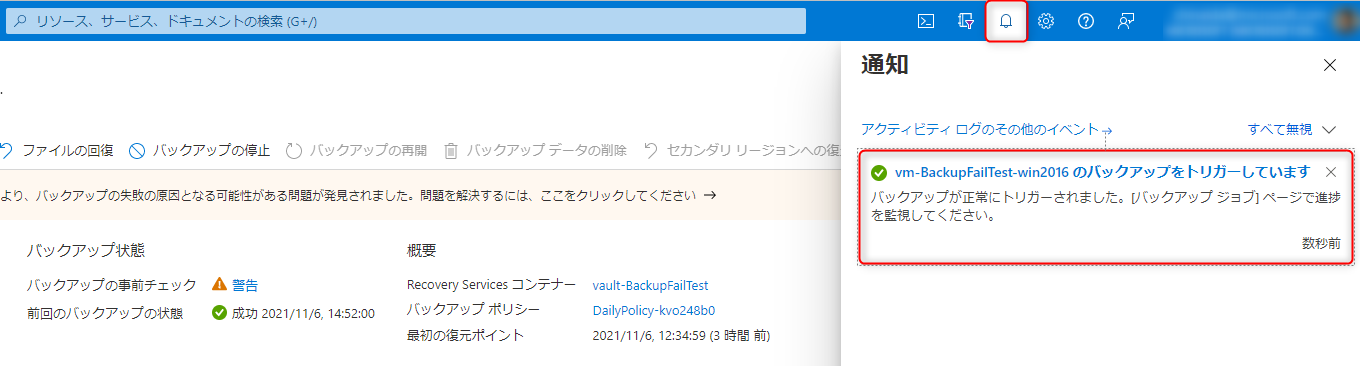 リソース、サービス、ドキュメントの検索 (G+/)
通知
.
アクティビティ ログのその他のイベント→
すべて無視
ファイルの回復
バックアップの停止
バックアップの再開
バックアップ データの削除
セカンダリ リージョンへの復
vm-BackupFailTest-win2016 のバックアップをトリガーしています
バックアップが正常にトリガーされました。[バックアップ ジョブ] ページで進捗
を監視してください。
数秒前
より、バックアップの失敗の原因となる可能性がある問題が発見されました。問題を解決するには、ここをクリックしてください →
バックアップ状態
バックアップの事前チェック
警告
前回のバックアップの状態
成功 2021/11/6, 14:52:00
概要
Recovery Services コンテナー
vault-BackupFailTest
バックアップ ポリシー
DailyPolicy-kvo248b0
最初の復元ポイント
2021/11/6, 12:34:59 (3 時間 前)